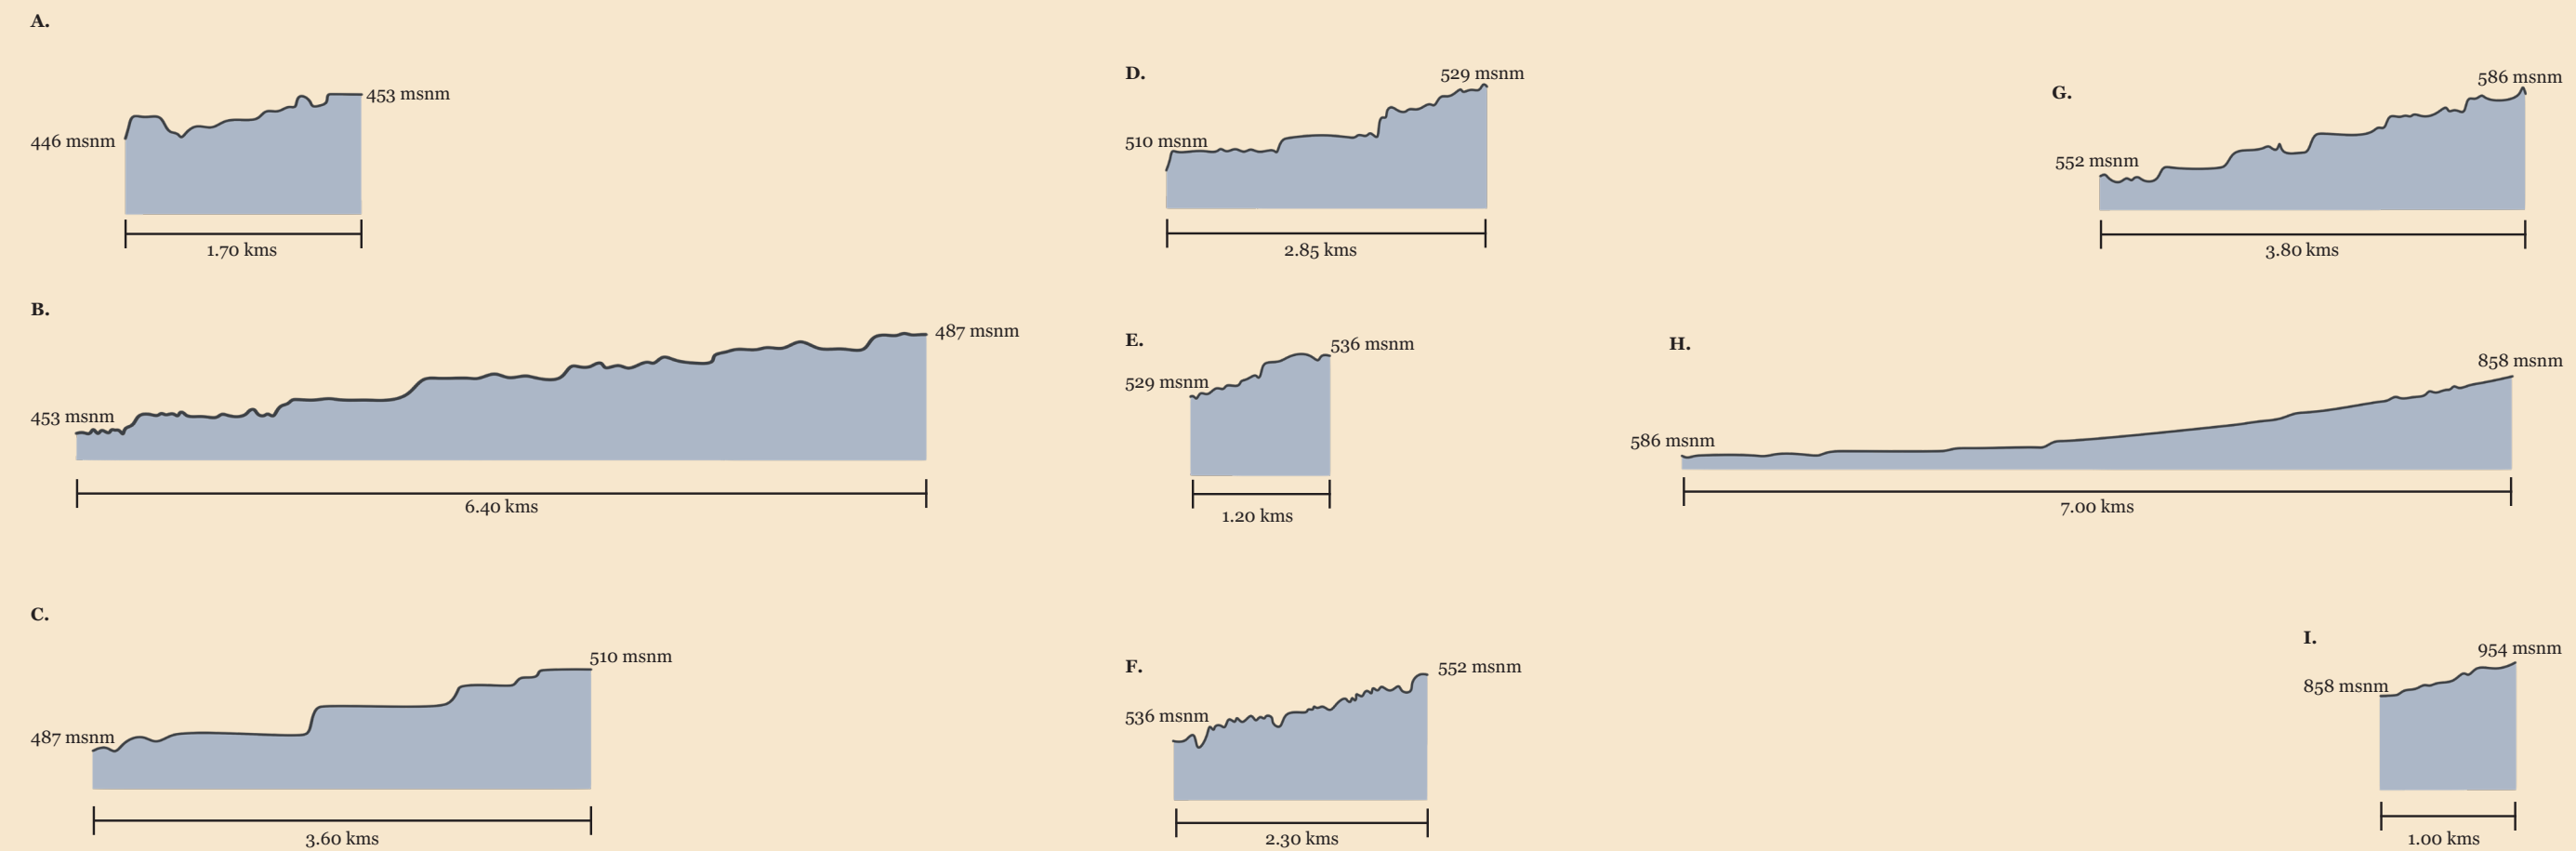 A.
446 msnm
453 msnm
1.70 kms
B.
453 msnm
487 msnm
6.40 kms
C.
487 msnm
510 msnm
3.60 kms
D.
510 msnm
529 msnm
2.85 kms
E.
529 msnm
536 msnm
1.20 kms
F.
536 msnm
552 msnm
2.30 kms
G.
552 msnm
586 msnm
3.80 kms
H.
586 msnm
858 msnm
7.00 kms
I.
858 msnm
954 msnm
1.00 kms